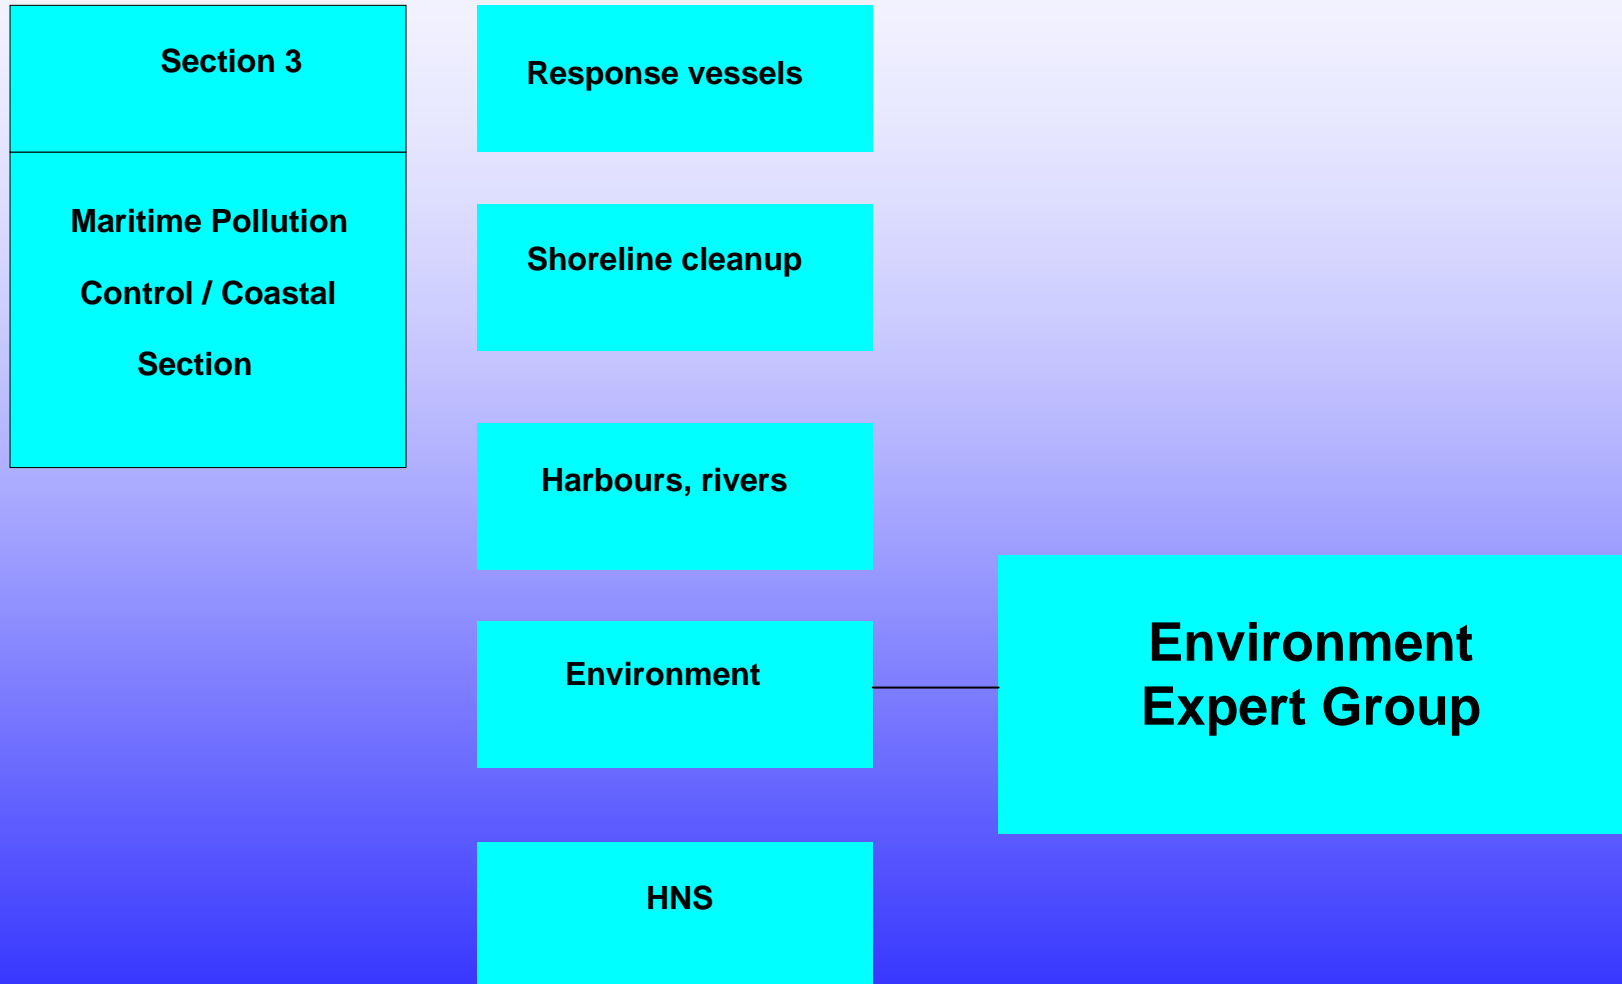 Section 3
Maritime Pollution
Control / Coastal
Section
Response vessels
Shoreline cleanup
Harbours, rivers
Environment
HNS
Environment
Expert Group